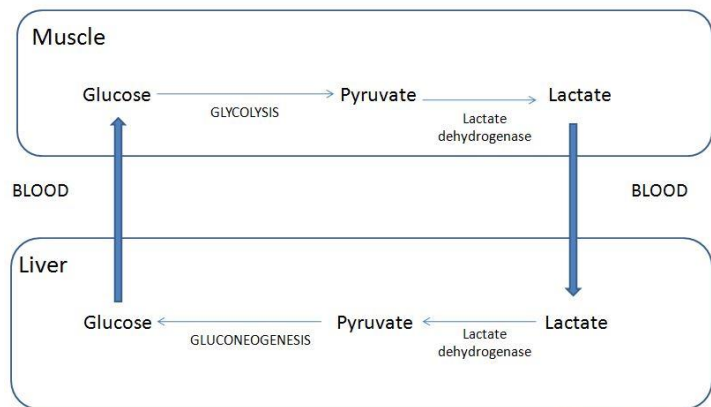 Muscle
Glucose Pyruvate Lactate
GLYCOLYSIS Lactate
dehydrogenase
BLOOD BLOOD
Liver
Glucose Pyruvate Lactate
GLUCONEOGENESIS Lactate
dehydrogenase